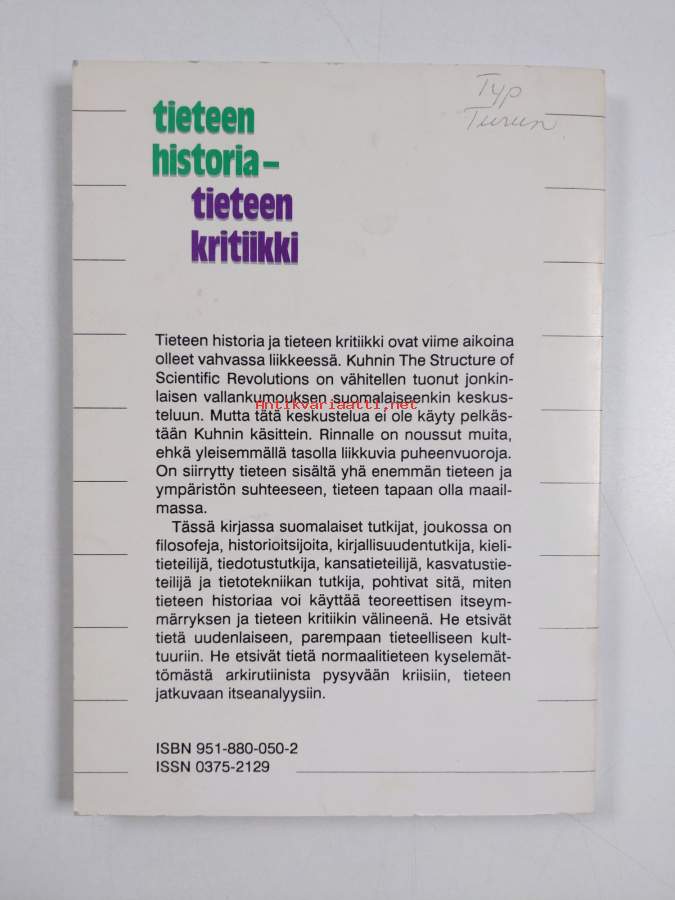 Typ
Turun
tieteen
historia–
tieteen
kritiikki
Tieteen historia ja tieteen kritiikki ovat viime aikoina
olleet vahvassa liikkeessä. Kuhnin The Structure of
Scientific Revolutions on vähitellen tuonut jonkin-
laisen vallankumouksen suomalaiseenkin keskus-
Antikvariaatti.net
teluun. Mutta tätä keskustelua ei ole käyty pelkäs-
tään Kuhnin käsittein. Rinnalle on noussut muita,
ehkä yleisemmällä tasolla liikkuvia puheenvuoroja.
On siirrytty tieteen sisältä yhä enemmän tieteen ja
ympäristön suhteeseen, tieteen tapaan olla maail-
massa.
Tässä kirjassa suomalaiset tutkijat, joukossa on
filosofeja, historioitsijoita, kirjallisuudentutkija, kieli-
tieteilijä, tiedotustutkija, kansatieteilijä, kasvatustie-
teilijä ja tietotekniikan tutkija, pohtivat sitä, miten
tieteen historiaa voi käyttää teoreettisen itseym-
märryksen ja tieteen kritiikin välineenä. He etsivät
tietä uudenlaiseen, parempaan tieteelliseen kult-
tuuriin. He etsivät tietä normaalitieteen kyselemät-
tömästä arkirutiinista pysyvään kriisiin, tieteen
jatkuvaan itseanalyysiin.
ISBN 951-880-050-2
ISSN 0375-2129